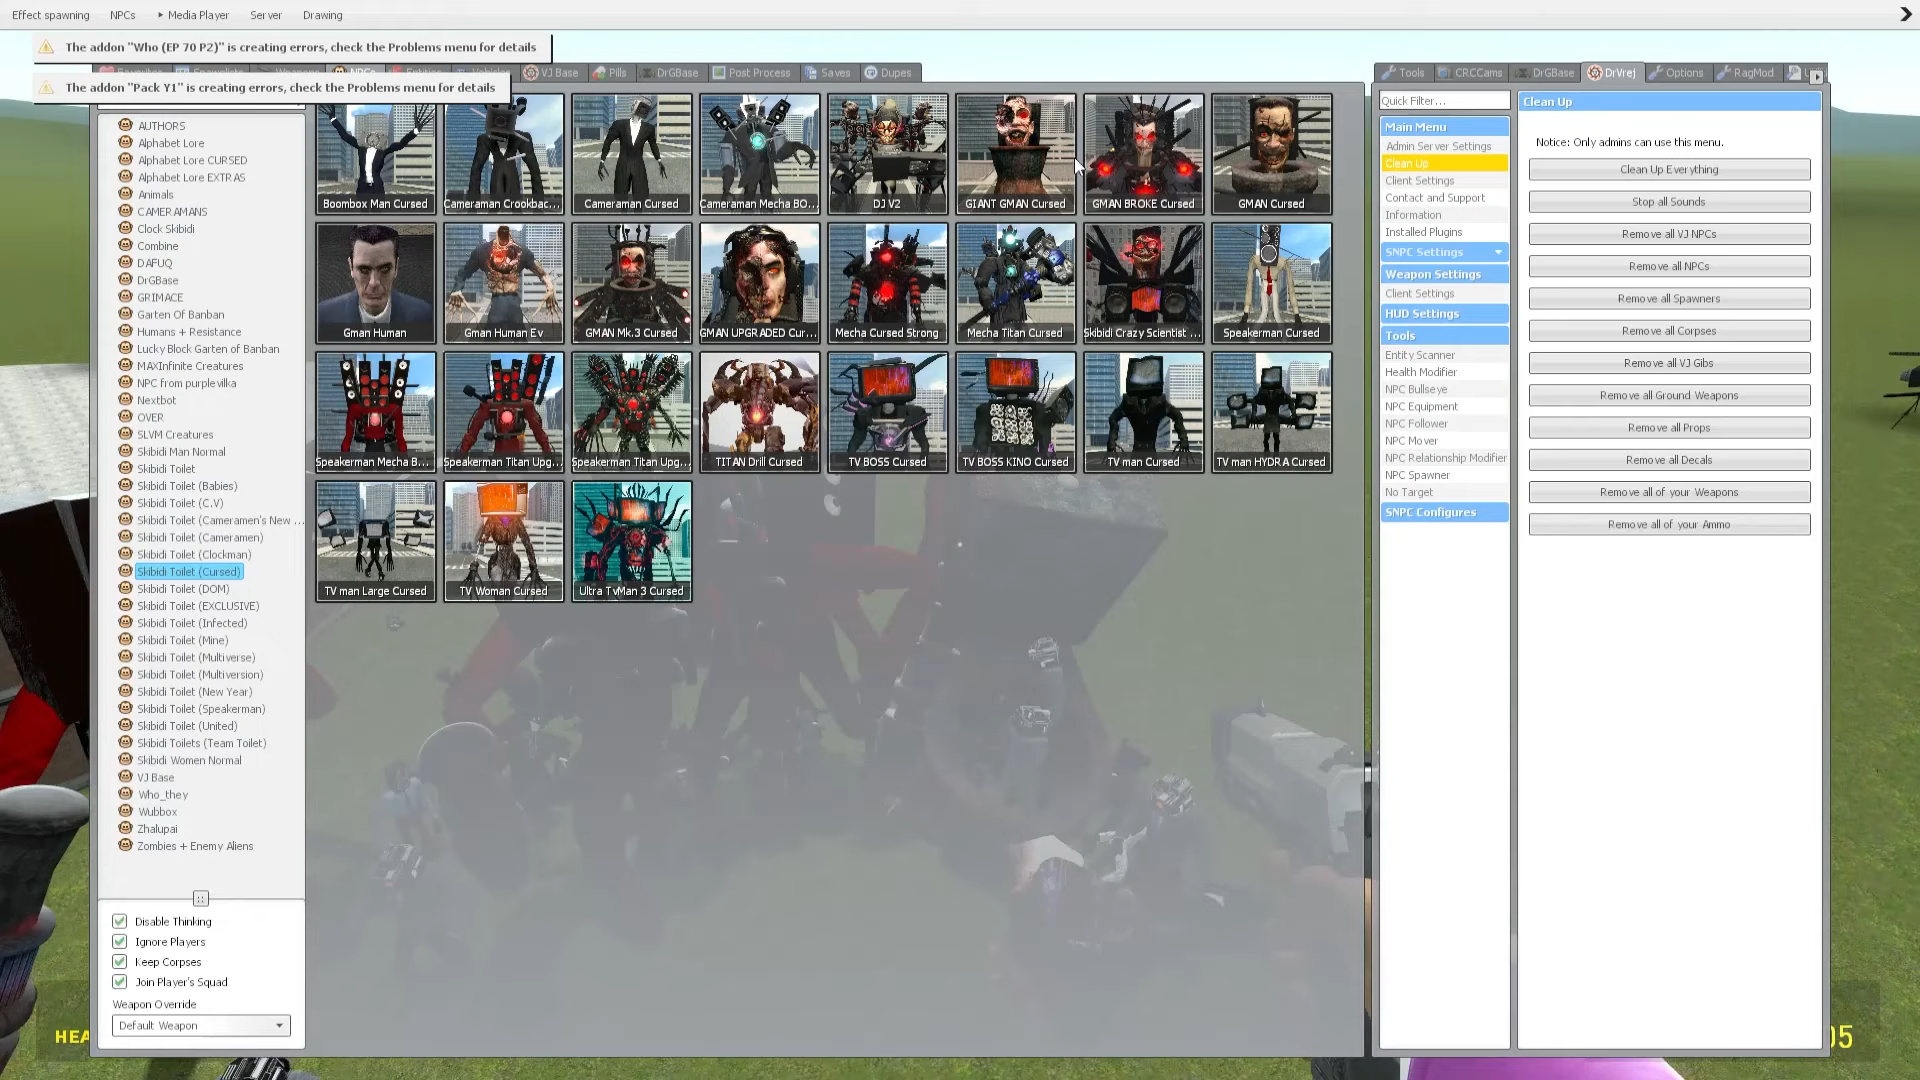 Effect spawning NPCs Media Player Server Drawing
The addon "Who (EP 70 P2)" is creating errors, check the Problems menu for details
The addon "Pack Y1" is creating errors, check the Problems menu for details
VJ Base Pills DrGBase Post Process Saves Dupes
AUTHORS
Alphabet Lore
Alphabet Lore CURSED
Alphabet Lore EXTRAS
Animals
CAMERAMANS
Clock Skibidi
Combine
DAFUQ
DrGBase
GRIMACE
Garten Of Banban
Humans + Resistance
Lucky Block Garten of Banban
MAXInfinite Creatures
NPC from purplevilka
Nextbot
OVER
SLVM Creatures
Skibidi Man Normal
Skibidi Toilet
Skibidi Toilet (Babies)
Skibidi Toilet (C.V)
Skibidi Toilet (Cameramen's New ...
Skibidi Toilet (Cameramen)
Skibidi Toilet (Clockman)
Skibidi Toilet (Cursed)
Skibidi Toilet (DOM)
Skibidi Toilet (EXCLUSIVE)
Skibidi Toilet (Infected)
Skibidi Toilet (Mine)
Skibidi Toilet (Multiverse)
Skibidi Toilet (Multiversion)
Skibidi Toilet (New Year)
Skibidi Toilet (Speakerman)
Skibidi Toilet (United)
Skibidi Toilets (Team Toilet)
Skibidi Women Normal
VJ Base
Who_they
Wubbox
Zhalupai
Zombies + Enemy Aliens
Disable Thinking
Ignore Players
Keep Corpses
Join Player's Squad
Weapon Override
Default Weapon
HEA
Boombox Man Cursed Cameraman Crookbac... Cameraman Cursed Cameraman Mecha BO... DJ V2 GIANT GMAN Cursed GMAN BROKE Cursed GMAN Cursed
Gman Human Gman Human Ev GMAN Mk.3 Cursed GMAN UPGRADED Cur... Mecha Cursed Strong Mecha Titan Cursed Skibidi Crazy Scientist ... Speakerman Cursed
Speakerman Mecha B... Speakerman Titan Upg... Speakerman Titan Upg... TITAN Drill Cursed TV BOSS Cursed TV BOSS KINO Cursed TV man Cursed TV man HYDRA Cursed
TV man Large Cursed TV Woman Cursed Ultra TvMan 3 Cursed
Tools CRCCams DrGBase DrVrej Options RagMod
Quick Filter...
Main Menu
Admin Server Settings
Clean Up
Client Settings
Contact and Support
Information
Installed Plugins
SNPC Settings
Weapon Settings
Client Settings
HUD Settings
Tools
Entity Scanner
Health Modifier
NPC Bullseye
NPC Equipment
NPC Follower
NPC Mover
NPC Relationship Modifier
NPC Spawner
No Target
SNPC Configures
Clean Up
Notice: Only admins can use this menu.
Clean Up Everything
Stop all Sounds
Remove all VJ NPCs
Remove all NPCs
Remove all Spawners
Remove all Corpses
Remove all VJ Gibs
Remove all Ground Weapons
Remove all Props
Remove all Decals
Remove all of your Weapons
Remove all of your Ammo
05